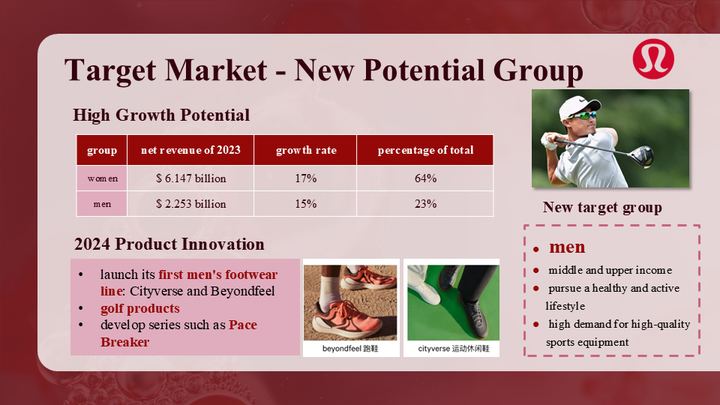 Target Market - New Potential Group
High Growth Potential
group net revenue of 2023 growth rate percentage of total
women $ 6.147 billion 17% 64%
men $ 2.253 billion 15% 23%
2024 Product Innovation
• launch its first men's footwear
line: Cityverse and Beyondfeel
• golf products
• develop series such as Pace
Breaker
beyondfeel 跑鞋
cityverse 运动休闲鞋
New target group
• men
• middle and upper income
• pursue a healthy and active
lifestyle
• high demand for high-quality
sports equipment